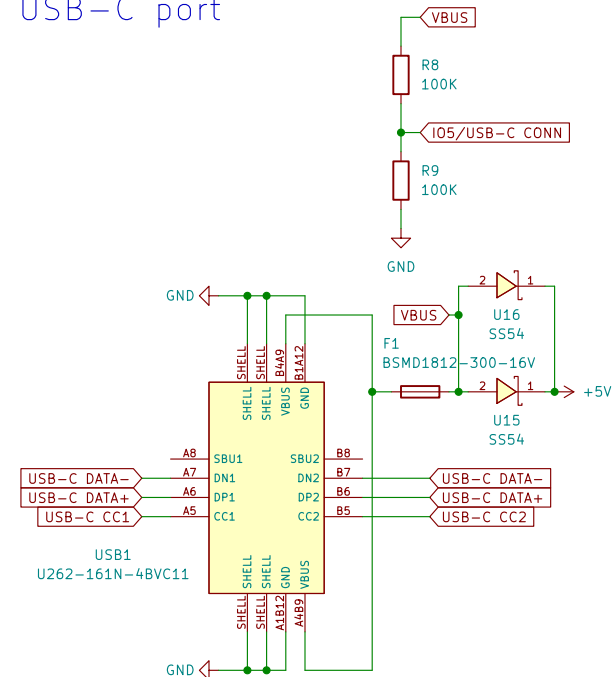 USB-C port
VBUS
R8
100K
IO5/USB-C CONN
R9
100K
GND
GND
2
1
U16
SS54
VBUS
F1
BSMD1812-300-16V
2
1
+5V
U15
SS54
SHELL
SHELL
B4A9
B1A12
SHELL
SHELL
VBUS
GND
A8
SBU1
SBU2
B8
USB-C DATA-
A7
DN1
DN2
B7
USB-C DATA-
USB-C DATA+
A6
DP1
DP2
B6
USB-C DATA+
USB-C CC1
A5
CC1
CC2
B5
USB-C CC2
USB1
U262-161N-4BVC11
SHELL
SHELL
GND
VBUS
SHELL
SHELL
A1B12
A4B9
GND